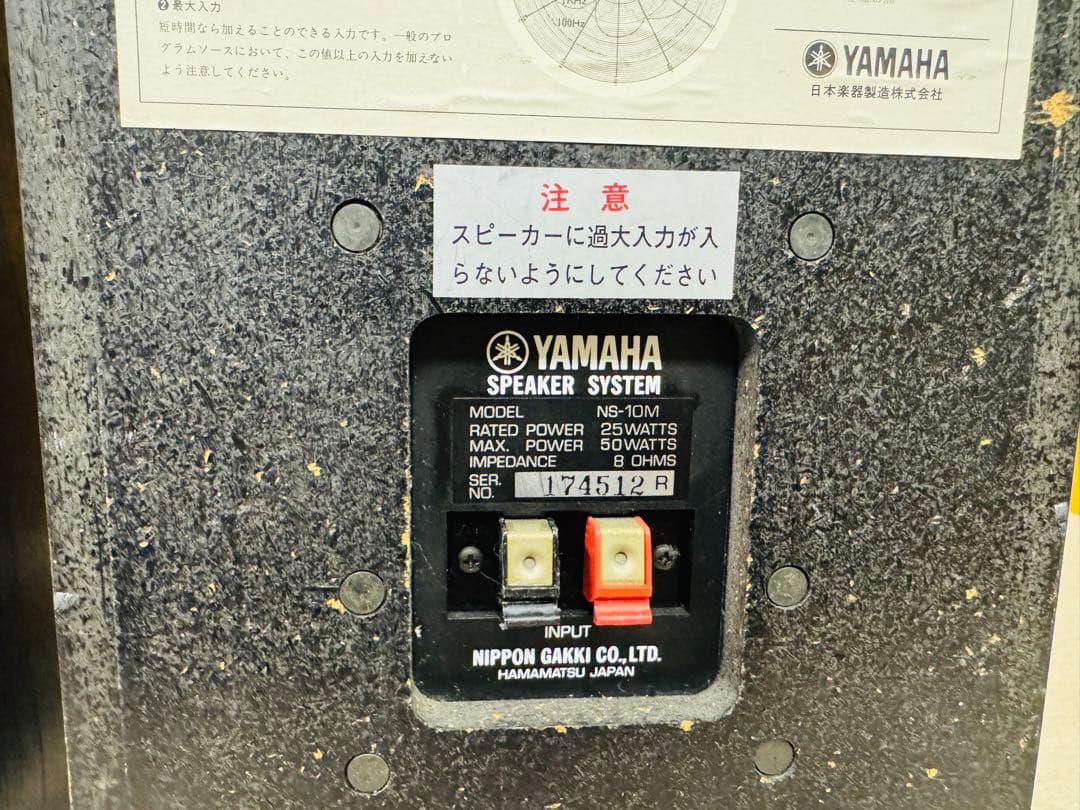 ❷最大入力
短時間なら加えることのできる入力です。一般のプロ
グラムソースにおいて、この値以上の入力を加えない
よう注意してください。
1KHz
100Hz
YAMAHA
日本楽器製造株式会社
注意
スピーカーに過大入力が入
らないようにしてください
YAMAHA
SPEAKER SYSTEM
MODEL NS-10M
RATED POWER 25WATTS
MAX. POWER 50WATTS
IMPEDANCE 8 OHMS
SER. NO. 174512 R
INPUT
NIPPON GAKKI CO., LTD.
HAMAMATSU JAPAN